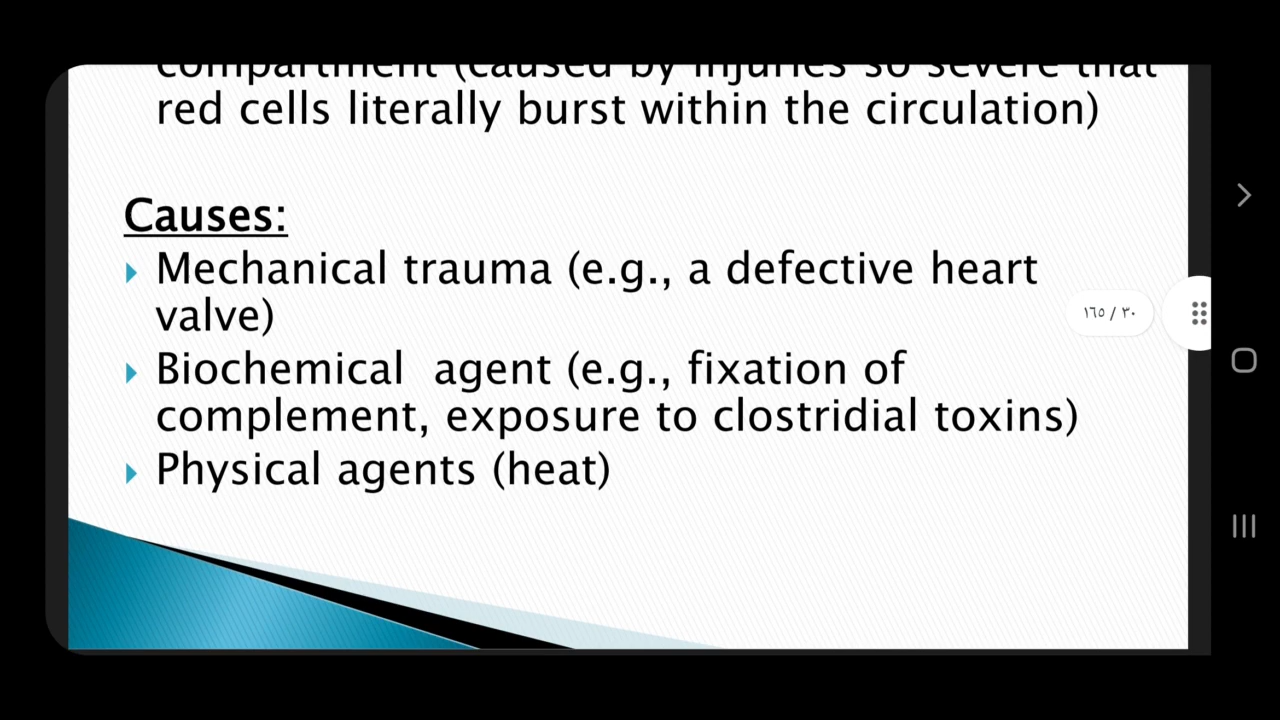 compartment (caused by injuries so severe that
red cells literally burst within the circulation)
Causes:
Mechanical trauma (e.g., a defective heart
valve)
١٦٥ / ٣٠
Biochemical agent (e.g., fixation of
complement, exposure to clostridial toxins)
Physical agents (heat)